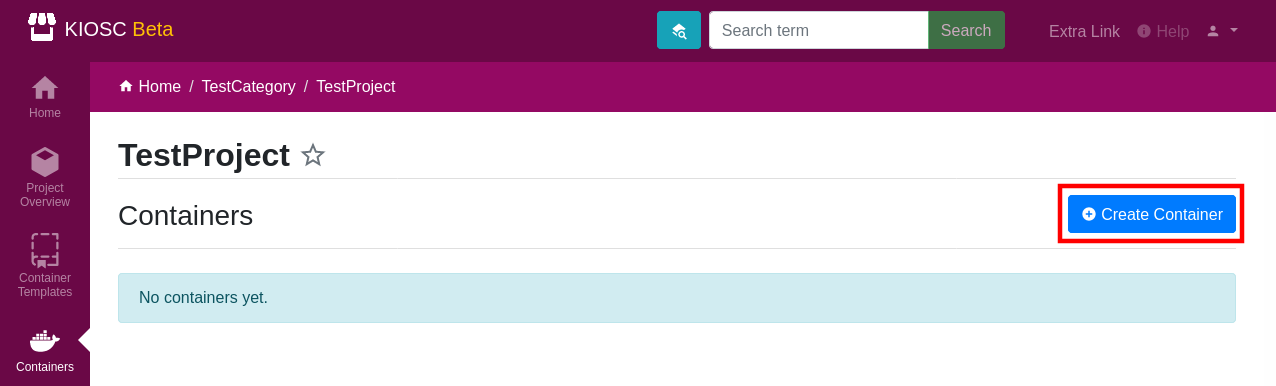 KIOSC Beta
Search term
Search
Extra Link
Help
Home / TestCategory / TestProject
Home
Project
Overview
Container
Templates
Containers
TestProject
Containers
Create Container
No containers yet.